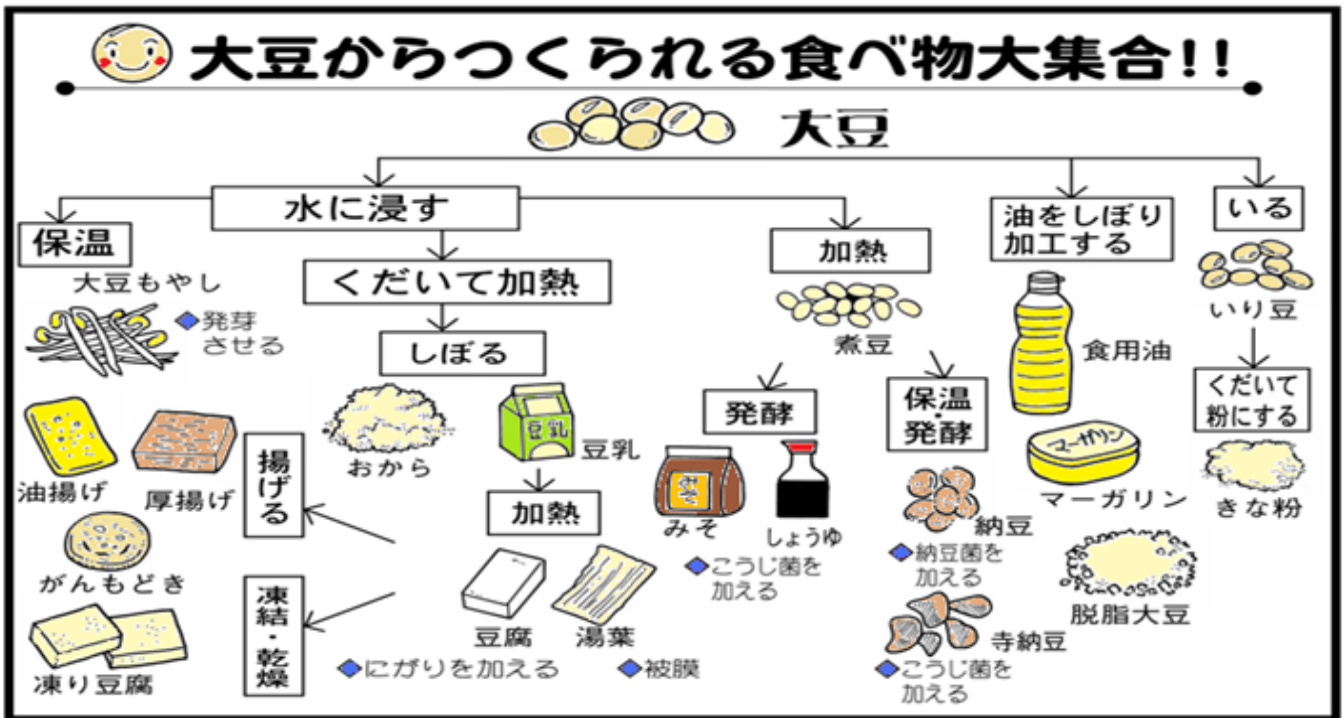 大豆からつくられる食べ物大集合!!
大豆
水に浸す
保温
大豆もやし
◆発芽
させる
くだいて加熱
しぼる
おから
豆乳
豆乳
加熱
豆腐
◆にがりを加える
湯葉
◆被膜
揚げる
油揚げ
厚揚げ
がんもどき
凍結・乾燥
凍り豆腐
加熱
煮豆
発酵
みそ
みそ
しょうゆ
◆こうじ菌を
加える
保温・
発酵
納豆
◆納豆菌を
加える
寺納豆
◆こうじ菌を
加える
油をしぼり
加工する
食用油
マーガリン
マーガリン
脱脂大豆
いる
いり豆
くだいて
粉にする
きな粉